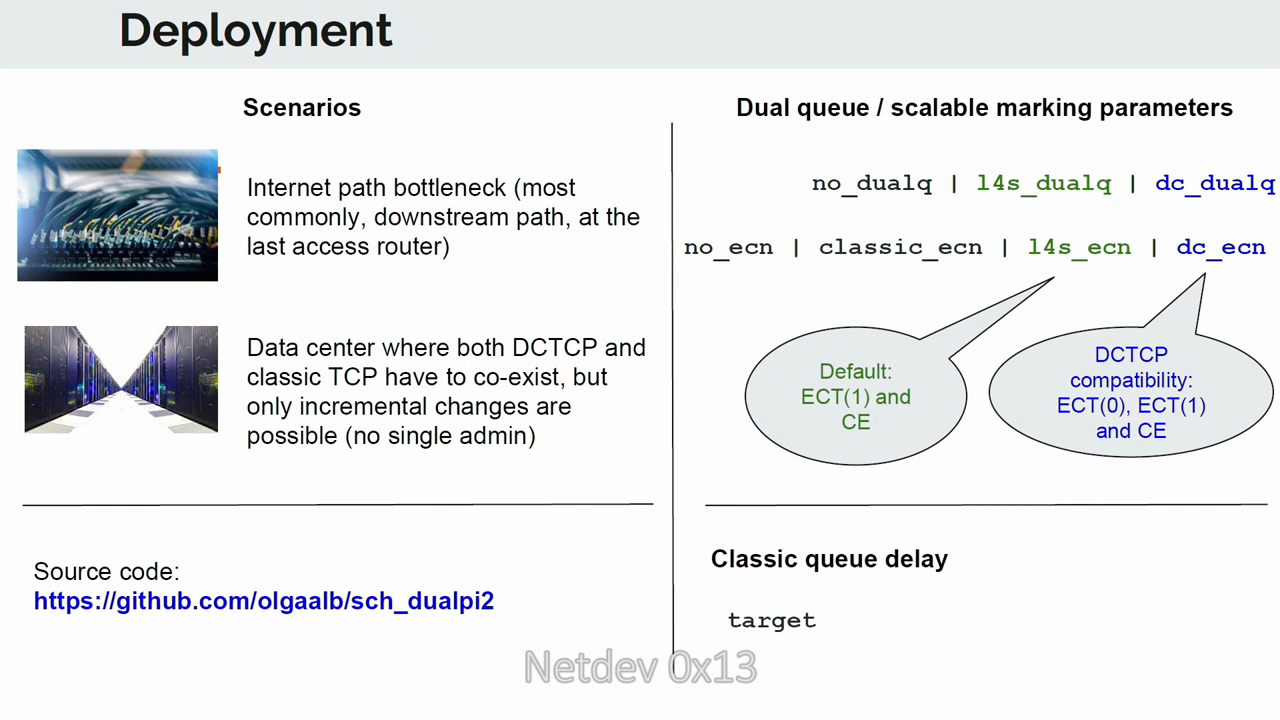 Deployment
Scenarios
Internet path bottleneck (most
commonly, downstream path, at the
last access router)
Data center where both DCTCP and
classic TCP have to co-exist, but
only incremental changes are
possible (no single admin)
Source code:
https://github.com/olgaalb/sch_dualpi2
Dual queue / scalable marking parameters
no_dualq | l4s_dualq | dc_dualq
no_ecn | classic_ecn | l4s_ecn | dc_ecn
Default:
ECT(1) and
CE
DCTCP
compatibility:
ECT(0), ECT(1)
and CE
Classic queue delay
target
Netdev 0x13